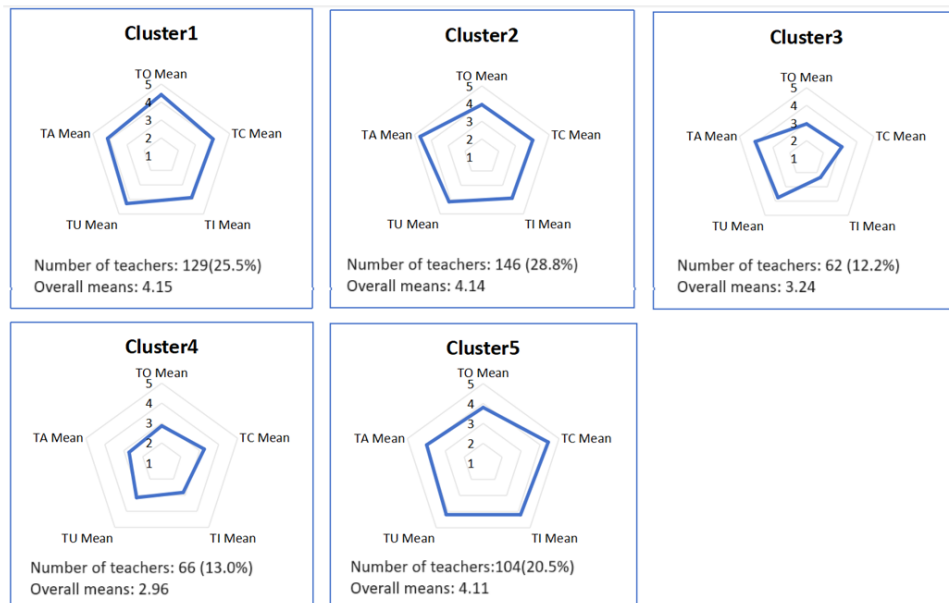 Cluster1
TO Mean
5
4
3
2
1
TA Mean
TC Mean
TU Mean
TI Mean
Number of teachers: 129(25.5%)
Overall means: 4.15
Cluster2
TO Mean
5
4
3
2
1
TA Mean
TC Mean
TU Mean
TI Mean
Number of teachers: 146 (28.8%)
Overall means: 4.14
Cluster3
TO Mean
5
4
3
2
1
TA Mean
TC Mean
TU Mean
TI Mean
Number of teachers: 62 (12.2%)
Overall means: 3.24
Cluster4
TO Mean
5
4
3
2
1
TA Mean
TC Mean
TU Mean
TI Mean
Number of teachers: 66 (13.0%)
Overall means: 2.96
Cluster5
TO Mean
5
4
3
2
1
TA Mean
TC Mean
TU Mean
TI Mean
Number of teachers:104(20.5%)
Overall means: 4.11